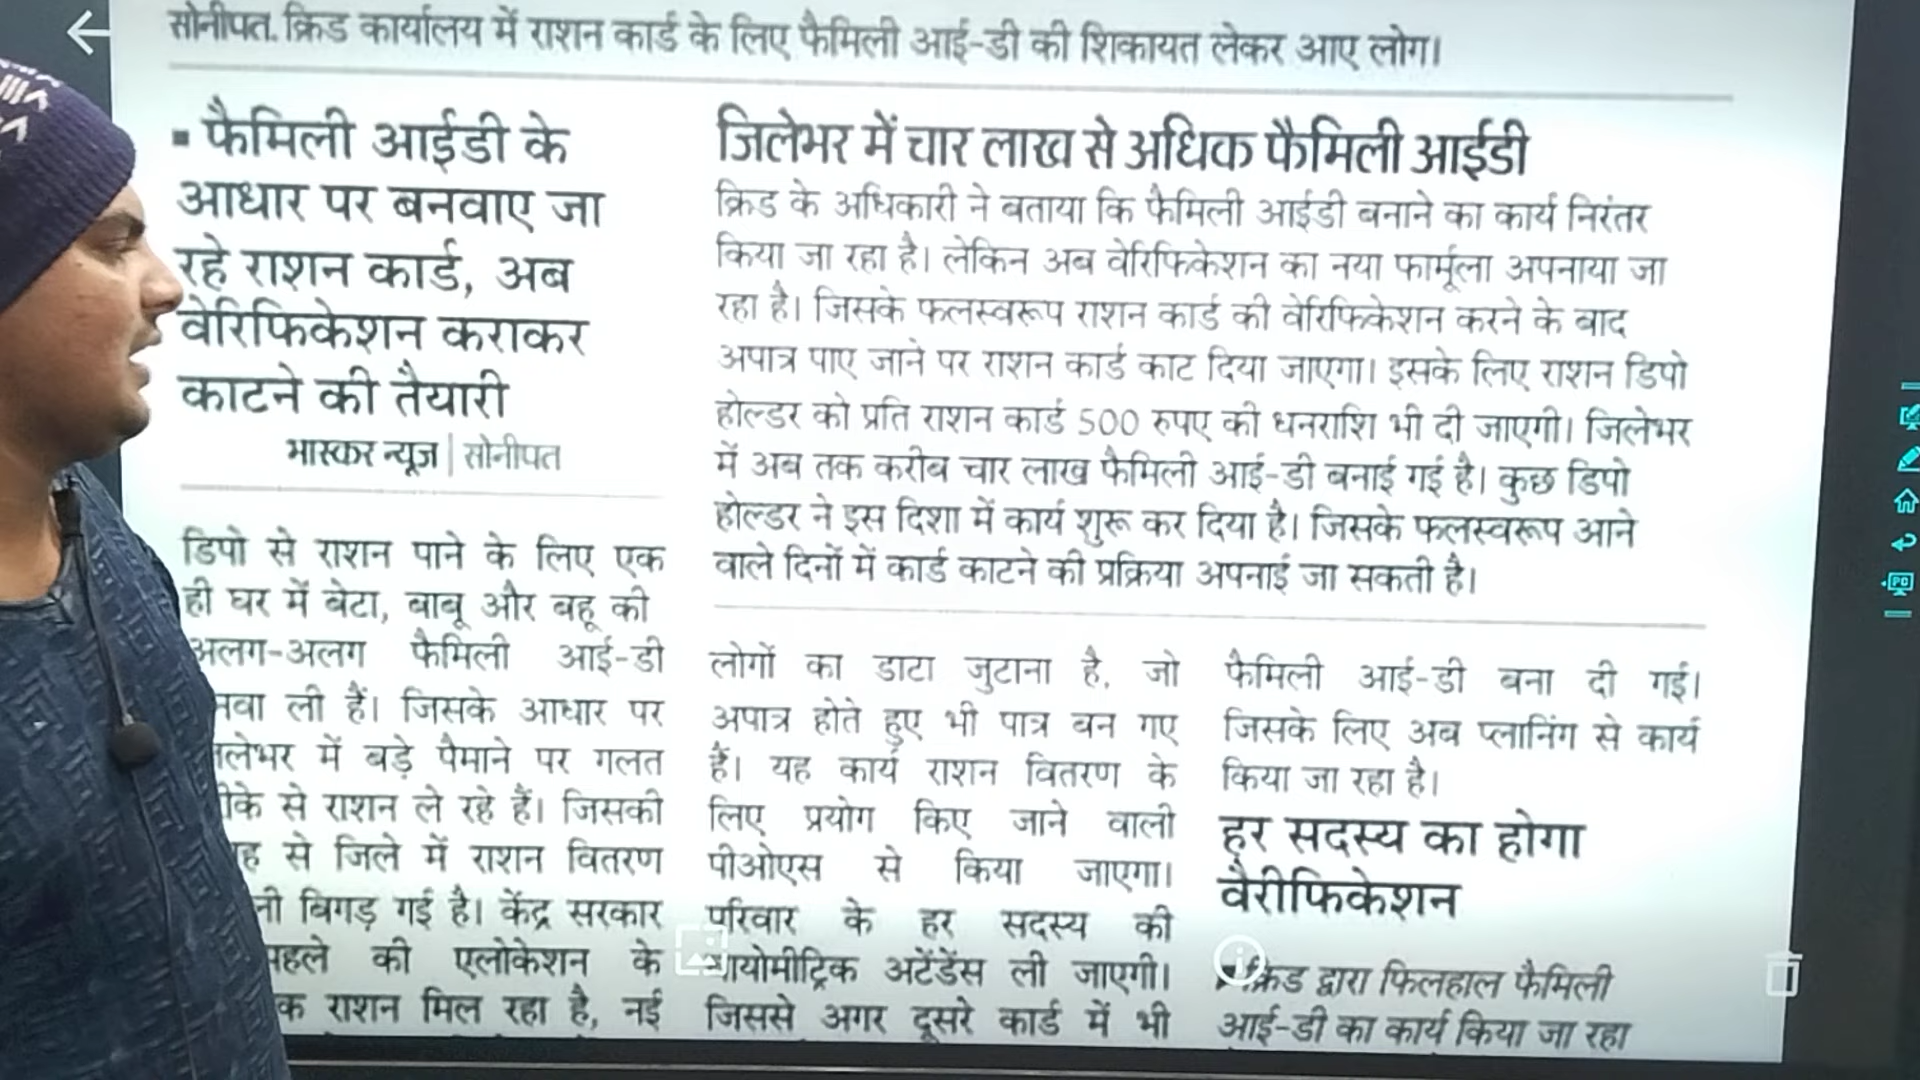 सोनीपत. क्रिड कार्यालय में राशन कार्ड के लिए फैमिली आई-डी की शिकायत लेकर आए लोग।
▪ फैमिली आईडी के
आधार पर बनवाए जा
रहे राशन कार्ड, अब
वेरिफिकेशन कराकर
काटने की तैयारी
भास्कर न्यूज | सोनीपत
डिपो से राशन पाने के लिए एक
ही घर में बेटा, बाबू और बहू की
अलग-अलग फैमिली आई-डी
ली हैं। जिसके आधार पर
में बड़े पैमाने पर गलत
से राशन ले रहे हैं। जिसकी
से जिले में राशन वितरण
बिगड़ गई है। केंद्र सरकार
की एलोकेशन के
राशन मिल रहा है, नई
जिलेभर में चार लाख से अधिक फैमिली आईडी
क्रिड के अधिकारी ने बताया कि फैमिली आईडी बनाने का कार्य निरंतर
किया जा रहा है। लेकिन अब वेरिफिकेशन का नया फार्मूला अपनाया जा
रहा है। जिसके फलस्वरूप राशन कार्ड की वेरिफिकेशन करने के बाद
अपात्र पाए जाने पर राशन कार्ड काट दिया जाएगा। इसके लिए राशन डिपो
होल्डर को प्रति राशन कार्ड 500 रुपए की धनराशि भी दी जाएगी। जिलेभर
में अब तक करीब चार लाख फैमिली आई-डी बनाई गई है। कुछ डिपो
होल्डर ने इस दिशा में कार्य शुरू कर दिया है। जिसके फलस्वरूप आने
वाले दिनों में कार्ड काटने की प्रक्रिया अपनाई जा सकती है।
लोगों का डाटा जुटाना है, जो
अपात्र होते हुए भी पात्र बन गए
हैं। यह कार्य राशन वितरण के
लिए प्रयोग किए जाने वाली
पीओएस से किया जाएगा।
परिवार के हर सदस्य की
बायोमीट्रिक अटेंडेंस ली जाएगी।
जिससे अगर दूसरे कार्ड में भी
फैमिली आई-डी बना दी गई।
जिसके लिए अब प्लानिंग से कार्य
किया जा रहा है।
हर सदस्य का होगा
वैरीफिकेशन
क्रिड द्वारा फिलहाल फैमिली
आई-डी का कार्य किया जा रहा
PC